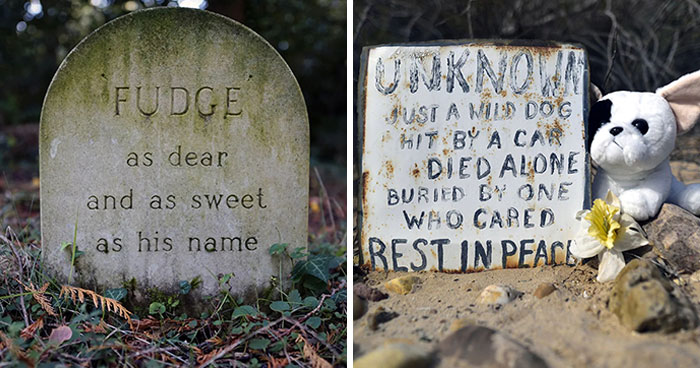 'FUDGE'
as dear
and as sweet
as his name
UNKNOWN
JUST A WILD DOG
HIT BY A CAR
DIED ALONE
BURIED BY ONE
WHO CARED
REST IN PEACE